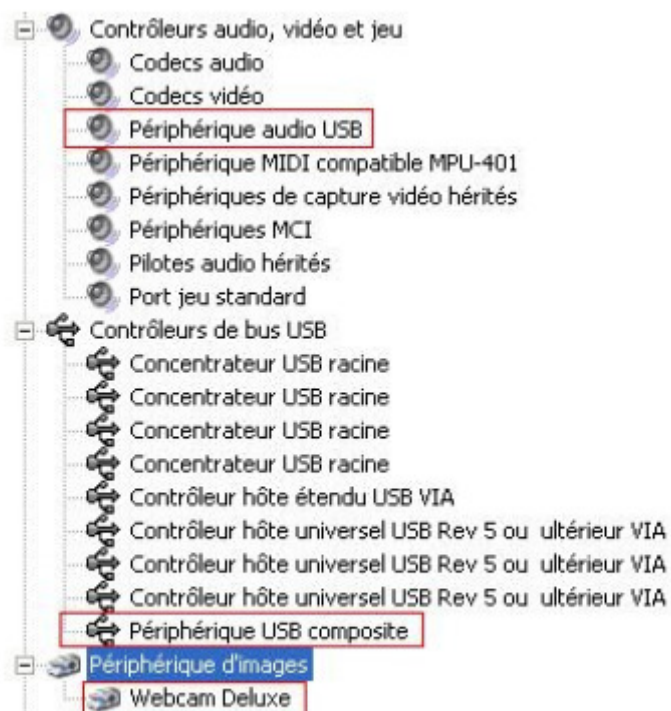 Contrôleurs audio, vidéo et jeu
Codecs audio
Codecs vidéo
Périphérique audio USB
Périphérique MIDI compatible MPU-401
Périphériques de capture vidéo hérités
Périphériques MCI
Pilotes audio hérités
Port jeu standard
Contrôleurs de bus USB
Concentrateur USB racine
Concentrateur USB racine
Concentrateur USB racine
Concentrateur USB racine
Contrôleur hôte étendu USB VIA
Contrôleur hôte universel USB Rev 5 ou ultérieur VIA
Contrôleur hôte universel USB Rev 5 ou ultérieur VIA
Contrôleur hôte universel USB Rev 5 ou ultérieur VIA
Périphérique USB composite
Périphérique d'images
Webcam Deluxe